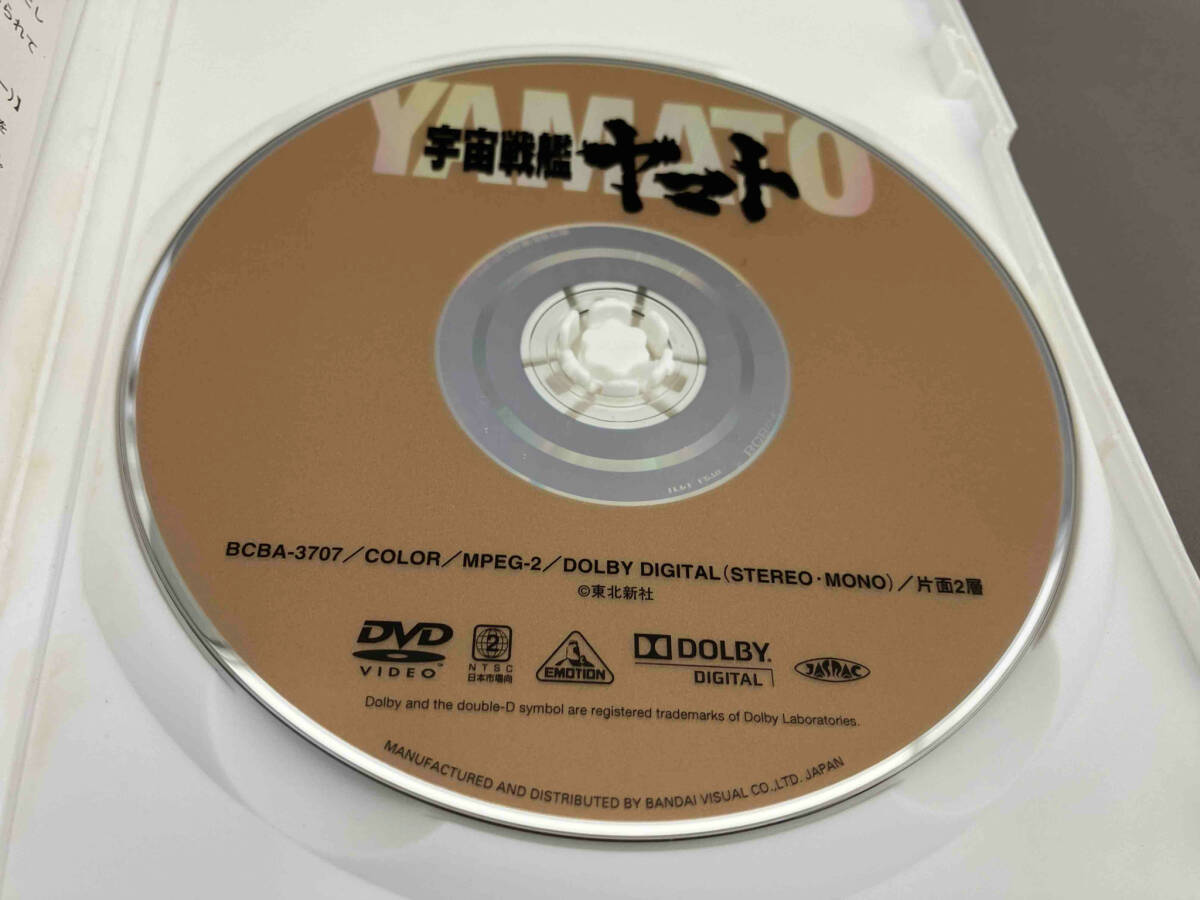 YAMATO
宇宙戦艦ヤマト
BCBA-3707／COLOR／MPEG-2／DOLBY DIGITAL（STEREO・MONO）／片面2層
©東北新社
DVD
VIDEO
2
NTSC
日本市場向
EMOTION
DOLBY
DIGITAL
JASRAC
Dolby and the double-D symbol are registered trademarks of Dolby Laboratories.
MANUFACTURED AND DISTRIBUTED BY BANDAI VISUAL CO.,LTD. JAPAN
られて